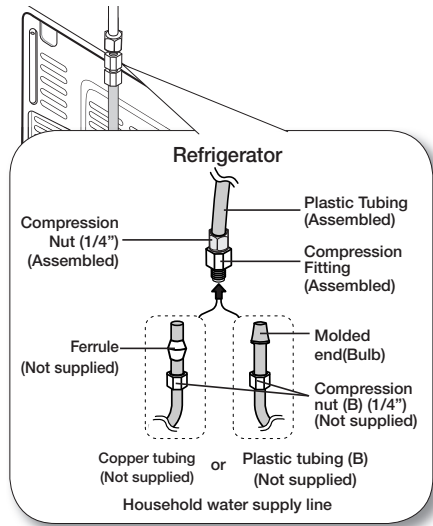 Refrigerator
Compression
Nut (1/4”)
(Assembled)
Plastic Tubing
(Assembled)
Compression
Fitting
(Assembled)
Ferrule
(Not supplied)
Molded
end(Bulb)
Compression
nut (B) (1/4”)
(Not supplied)
Copper tubing
(Not supplied)
or
Plastic tubing (B)
(Not supplied)
Household water supply line